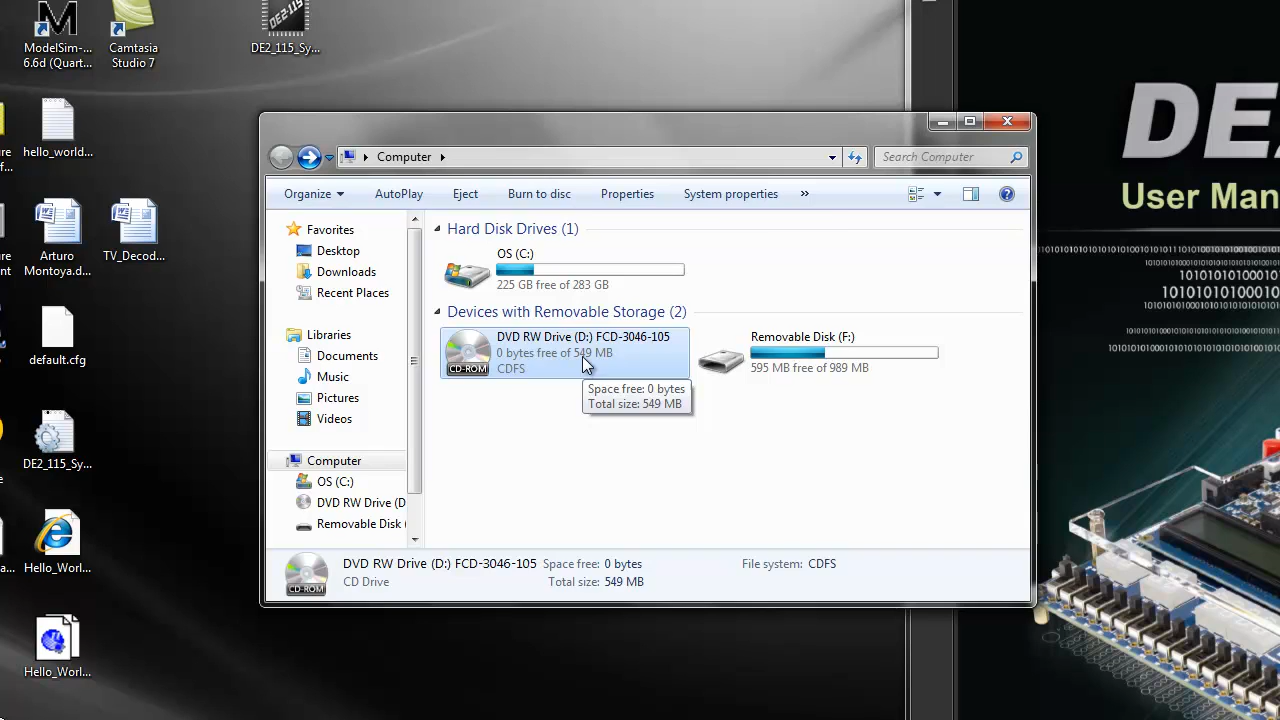 ModelSim-...
6.6d (Quart...
Camtasia
Studio 7
DE2_115_Sy...
hello_world...
Arturo
Montoya.d...
TV_Decod...
default.cfg
DE2_115_Sy...
Hello_Worl...
Hello_Worl...
Computer
Search Computer
Organize
AutoPlay
Eject
Burn to disc
Properties
System properties
»
Favorites
Desktop
Downloads
Recent Places
Libraries
Documents
Music
Pictures
Videos
Computer
OS (C:)
DVD RW Drive (D
Removable Disk (
Hard Disk Drives (1)
OS (C:)
225 GB free of 283 GB
Devices with Removable Storage (2)
DVD RW Drive (D:) FCD-3046-105
0 bytes free of 549 MB
CDFS
CD-ROM
Space free: 0 bytes
Total size: 549 MB
Removable Disk (F:)
595 MB free of 989 MB
DVD RW Drive (D:) FCD-3046-105
CD Drive
CD-ROM
Space free: 0 bytes
Total size: 549 MB
File system: CDFS
User Man